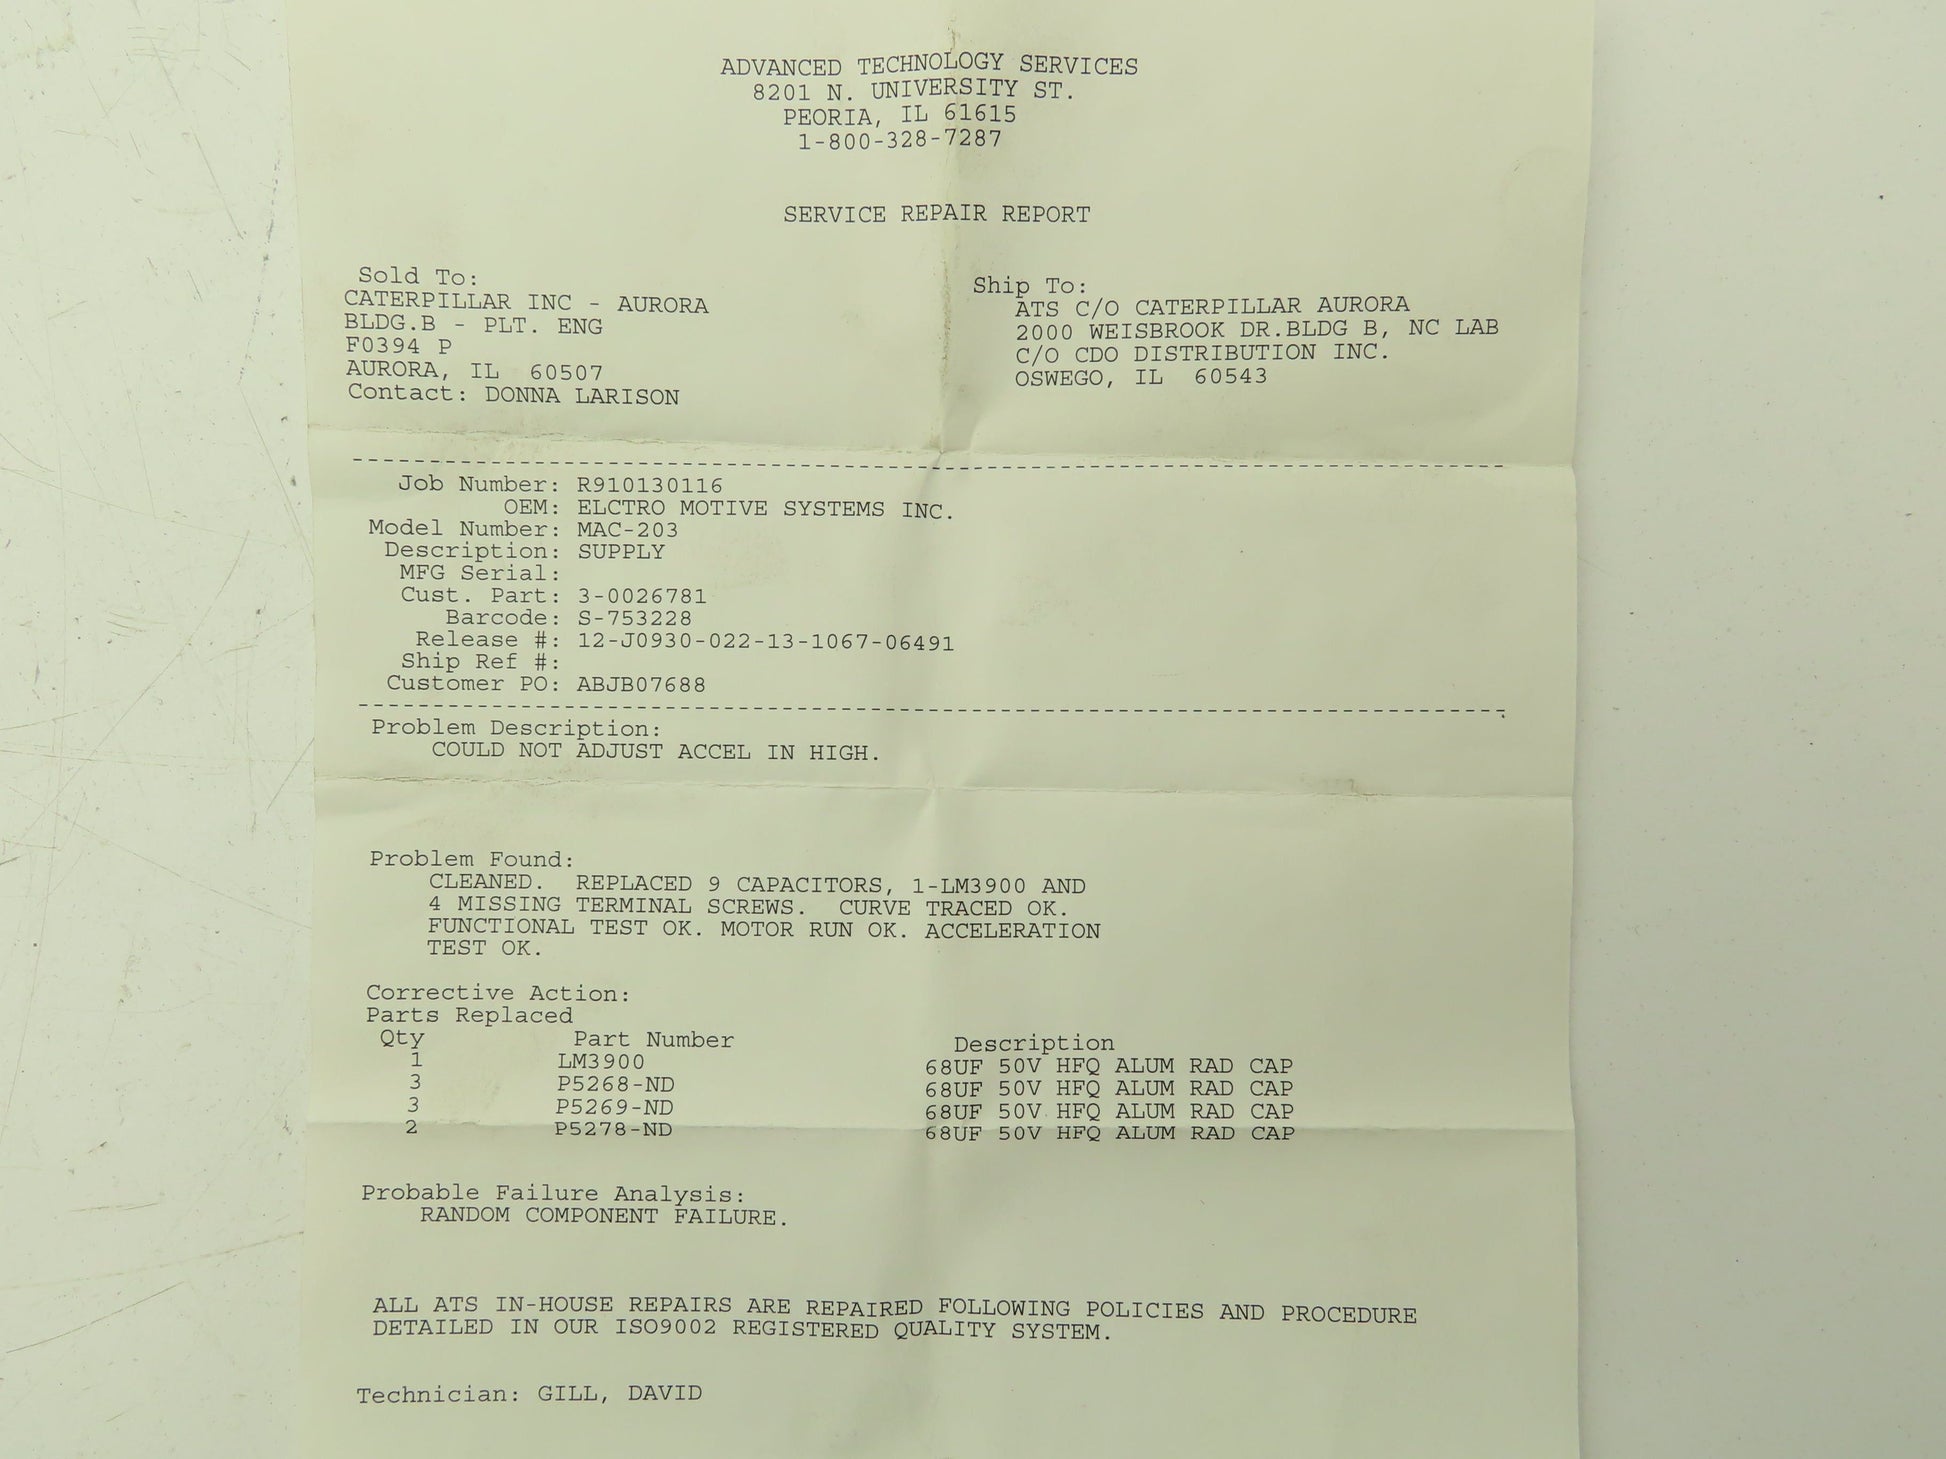 ADVANCED TECHNOLOGY SERVICES
8201 N. UNIVERSITY ST.
PEORIA, IL 61615
1-800-328-7287
SERVICE REPAIR REPORT
Sold To:
CATERPILLAR INC - AURORA
BLDG.B - PLT. ENG
F0394 P
AURORA, IL 60507
Contact: DONNA LARISON
Ship To:
ATS C/O CATERPILLAR AURORA
2000 WEISBROOK DR.BLDG B, NC LAB
C/O CDO DISTRIBUTION INC.
OSWEGO, IL 60543
Job Number: R910130116
OEM: ELCTRO MOTIVE SYSTEMS INC.
Model Number: MAC-203
Description: SUPPLY
MFG Serial:
Cust. Part: 3-0026781
Barcode: S-753228
Release #: 12-J0930-022-13-1067-06491
Ship Ref #:
Customer PO: ABJB07688
Problem Description:
COULD NOT ADJUST ACCEL IN HIGH.
Problem Found:
CLEANED. REPLACED 9 CAPACITORS, 1-LM3900 AND
4 MISSING TERMINAL SCREWS. CURVE TRACED OK.
FUNCTIONAL TEST OK. MOTOR RUN OK. ACCELERATION
TEST OK.
Corrective Action:
Parts Replaced
Qty Part Number Description
1 LM3900 68UF 50V HFQ ALUM RAD CAP
3 P5268-ND 68UF 50V HFQ ALUM RAD CAP
3 P5269-ND 68UF 50V HFQ ALUM RAD CAP
2 P5278-ND 68UF 50V HFQ ALUM RAD CAP
Probable Failure Analysis:
RANDOM COMPONENT FAILURE.
ALL ATS IN-HOUSE REPAIRS ARE REPAIRED FOLLOWING POLICIES AND PROCEDURE
DETAILED IN OUR ISO9002 REGISTERED QUALITY SYSTEM.
Technician: GILL, DAVID